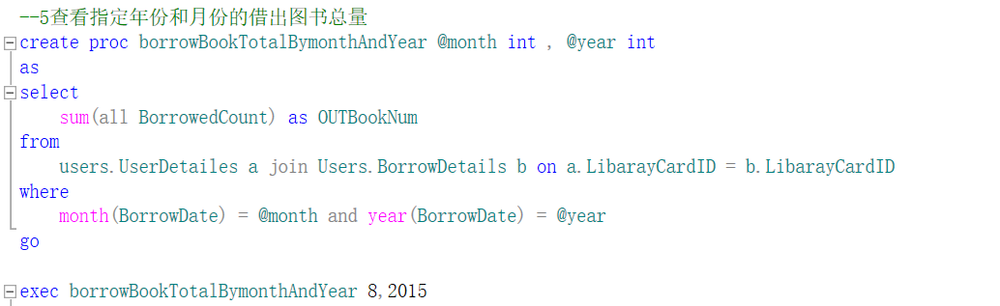 --5查看指定年份和月份的借出图书总量
create proc borrowBookTotalBymonthAndYear @month int , @year int
as
select
sum(all BorrowedCount) as OUTBookNum
from
users.UserDetailes a join Users.BorrowDetails b on a.LibarayCardID = b.LibarayCardID
where
month(BorrowDate) = @month and year(BorrowDate) = @year
go
exec borrowBookTotalBymonthAndYear 8,2015